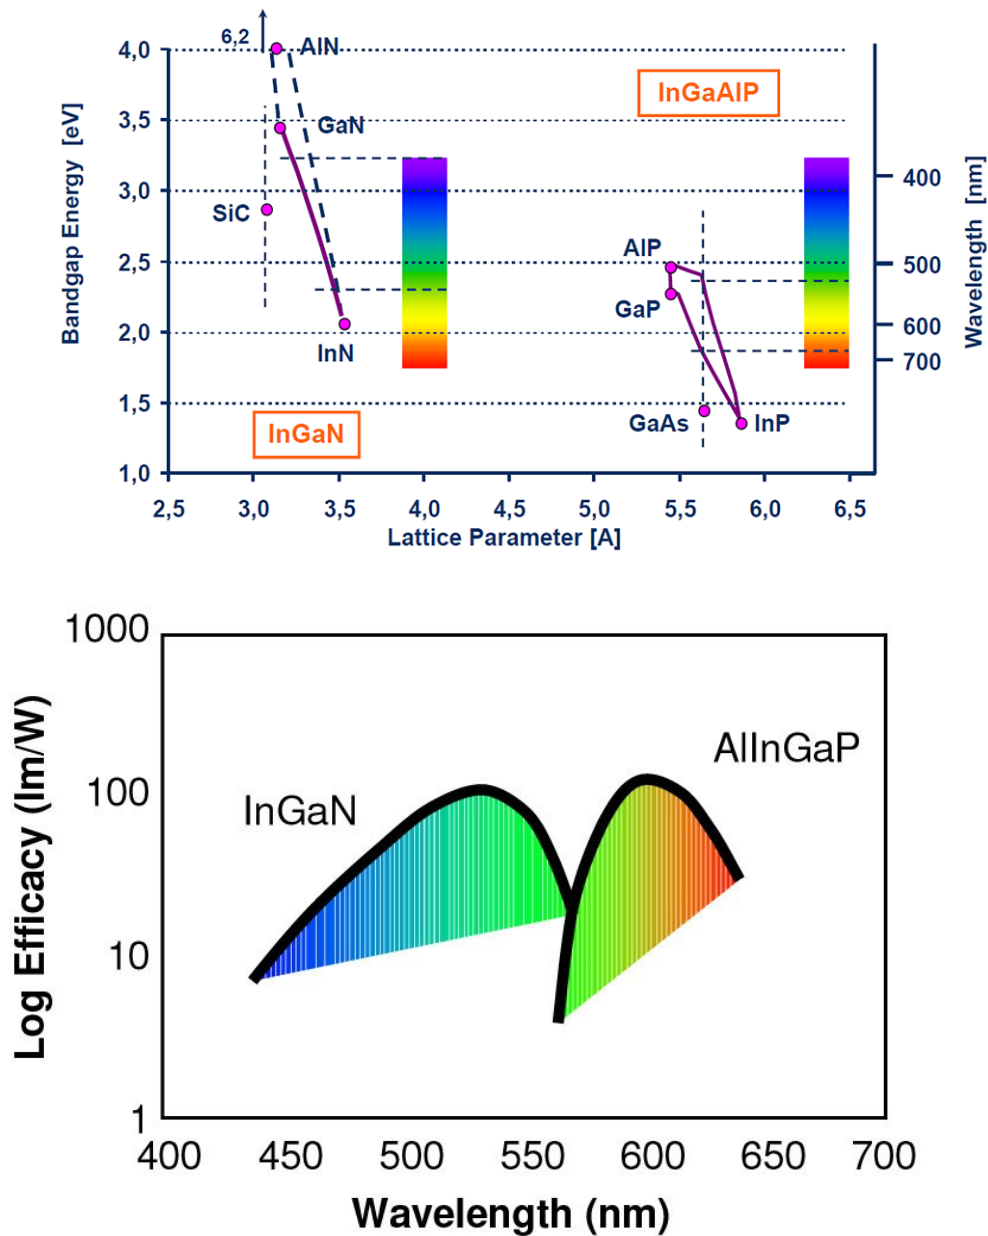 6,2
AlN
4,0
InGaAlP
3,5
GaN
3,0
400
SiC
AlP
2,5
500
GaP
2,0
600
InN
700
1,5
GaAs
InP
InGaN
1,0
2,5 3,0 3,5 4,0 4,5 5,0 5,5 6,0 6,5
Lattice Parameter [A]
Bandgap Energy [eV]
Wavelength [nm]
1000
AlInGaP
100
InGaN
10
1
400 450 500 550 600 650 700
Wavelength (nm)
Log Efficacy (lm/W)